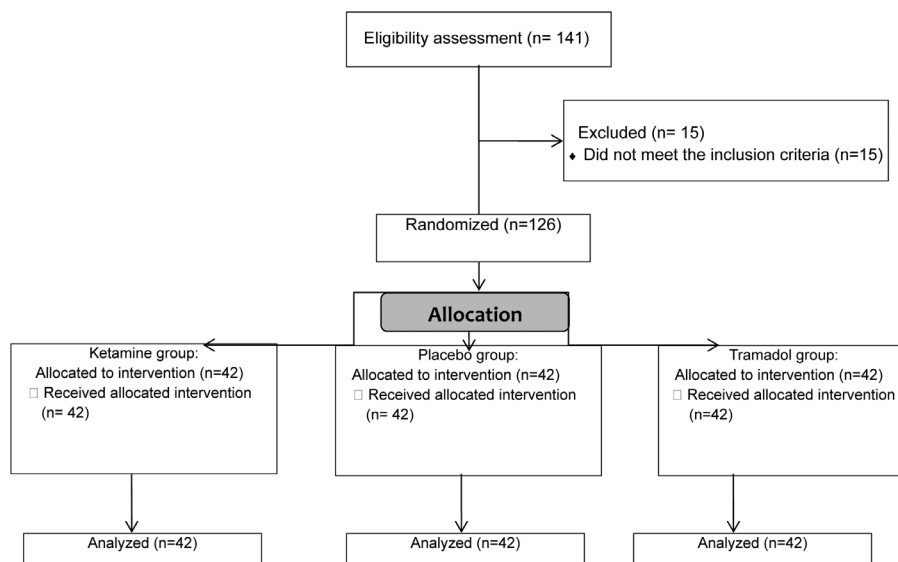 Eligibility assessment (n= 141)
Excluded (n= 15)
♦ Did not meet the inclusion criteria (n=15)
Randomized (n=126)
Allocation
Ketamine group:
Allocated to intervention (n=42)
□ Received allocated intervention
(n= 42)
Placebo group:
Allocated to intervention (n=42)
□ Received allocated intervention
(n=42)
Tramadol group:
Allocated to intervention (n=42)
□ Received allocated intervention
(n=42)
Analyzed (n=42)
Analyzed (n=42)
Analyzed (n=42)